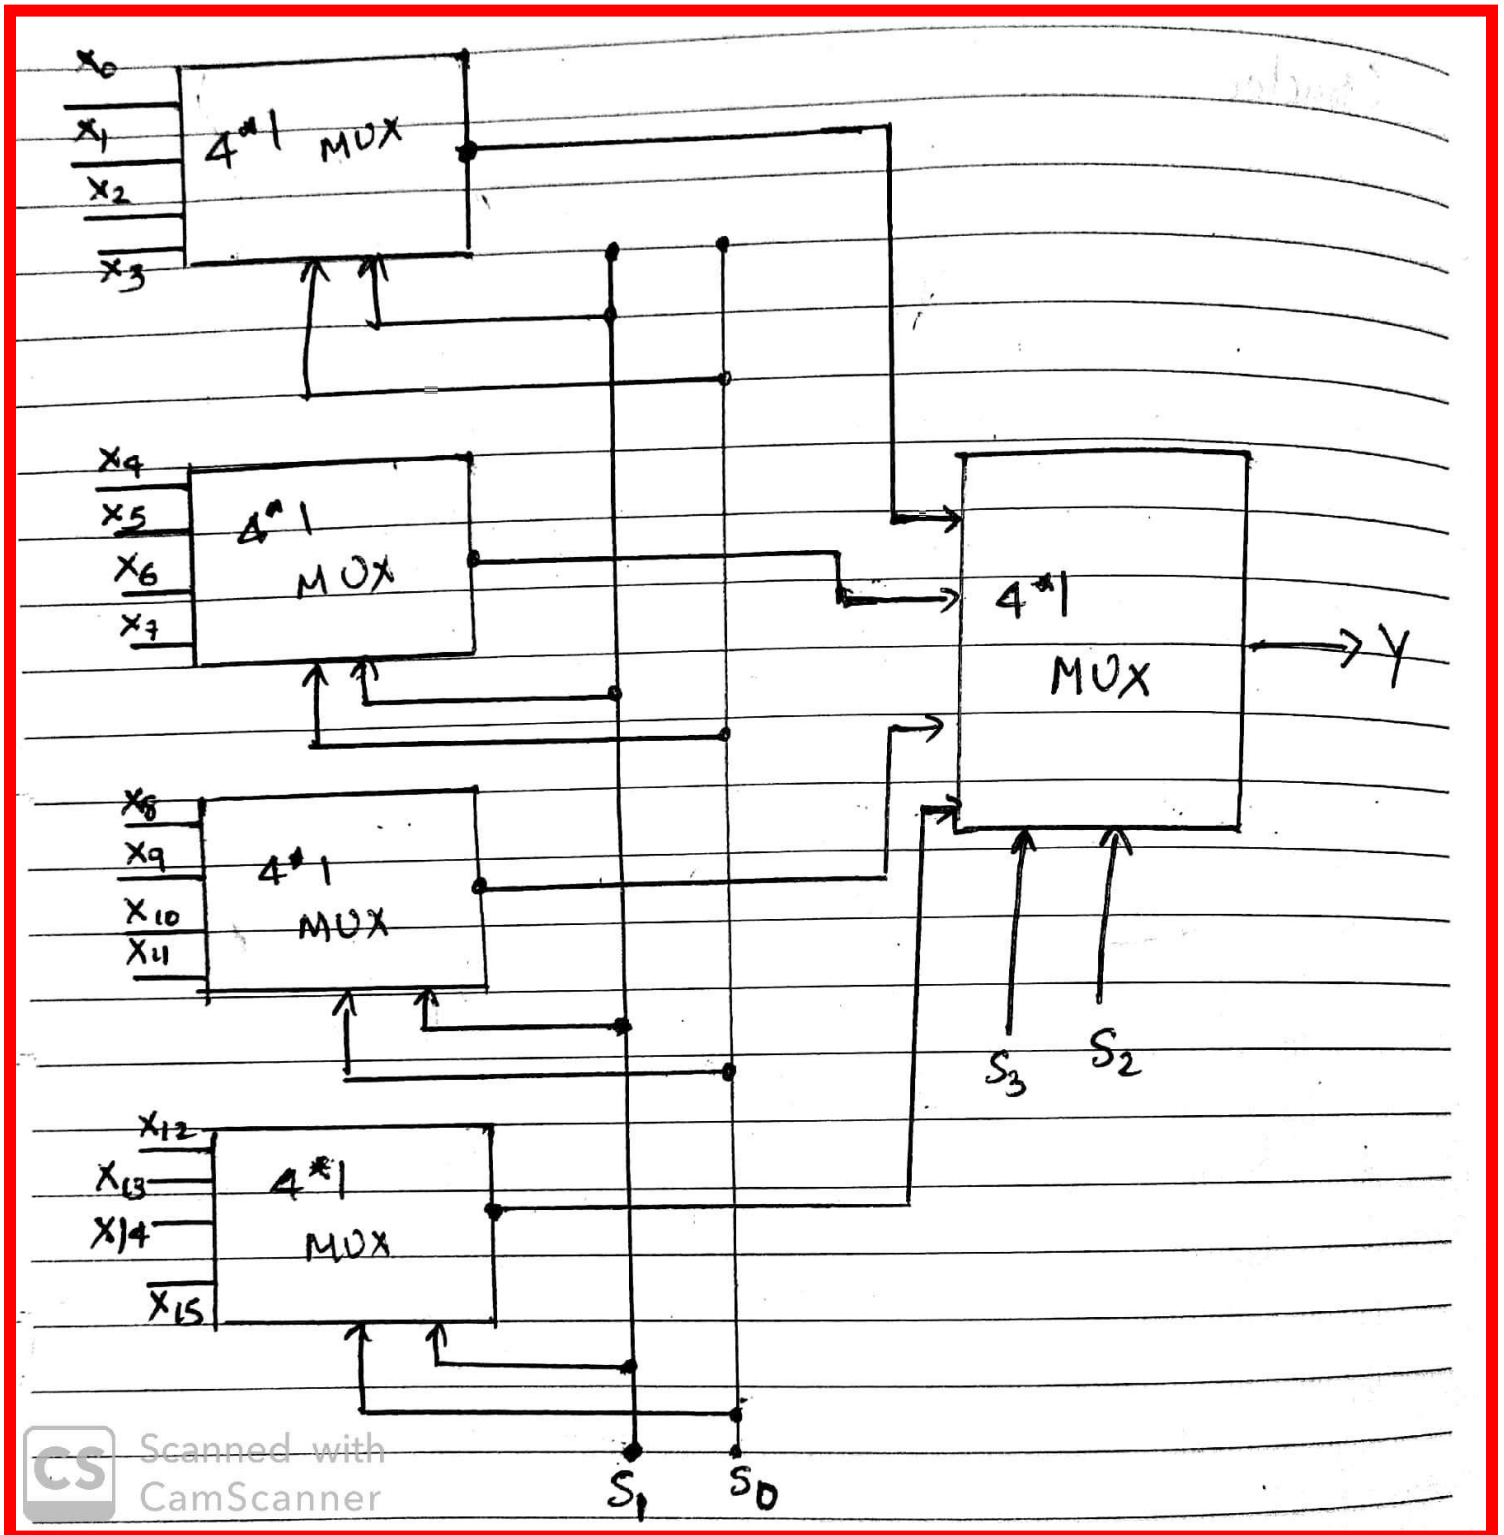 X0
X1
X2
X3
4*1 MUX
X4
X5
X6
X7
4*1
MUX
X8
X9
X10
X11
4*1
MUX
X12
X13
X14
X15
4*1
MUX
4*1
MUX
Y
S3
S2
S1
S0
CS
Scanned with
CamScanner